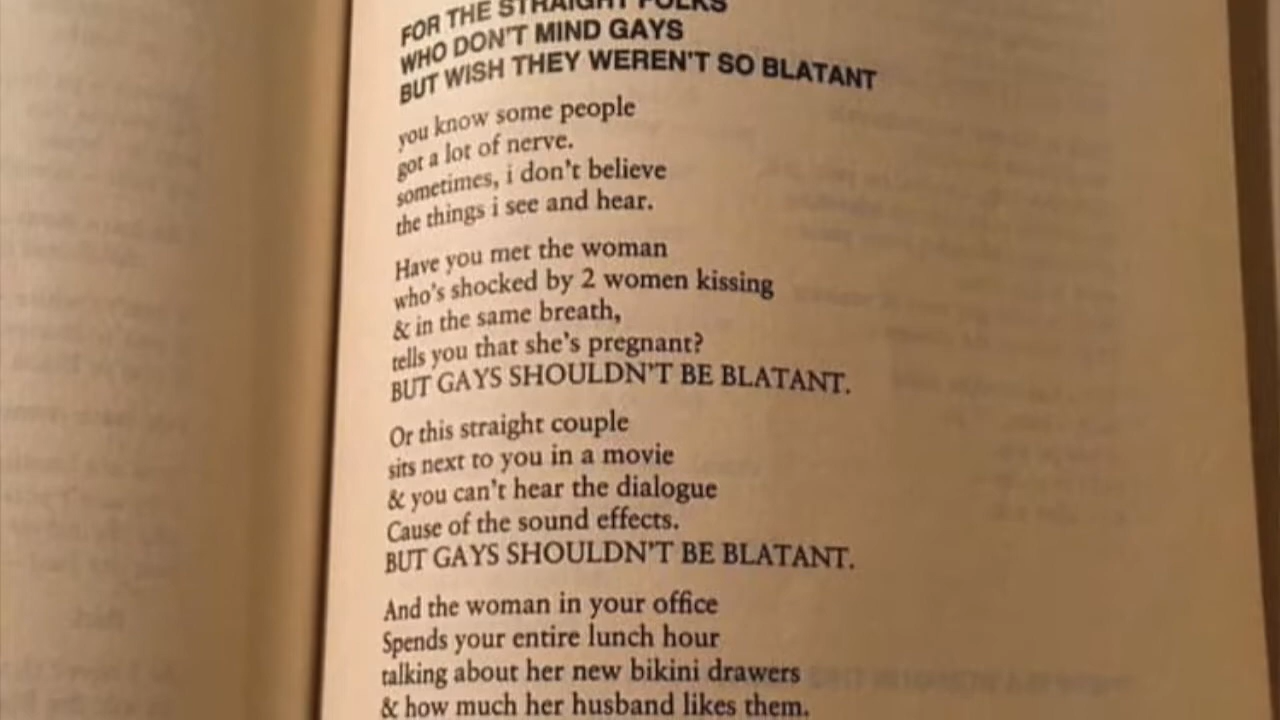 FOR THE STRAIGHT FOLKS
WHO DON'T MIND GAYS
BUT WISH THEY WEREN'T SO BLATANT
you know some people
got a lot of nerve.
sometimes, i don't believe
the things i see and hear.
Have you met the woman
who's shocked by 2 women kissing
& in the same breath,
tells you that she's pregnant?
BUT GAYS SHOULDN'T BE BLATANT.
Or this straight couple
sits next to you in a movie
& you can't hear the dialogue
Cause of the sound effects.
BUT GAYS SHOULDN'T BE BLATANT.
And the woman in your office
Spends your entire lunch hour
talking about her new bikini drawers
& how much her husband likes them.